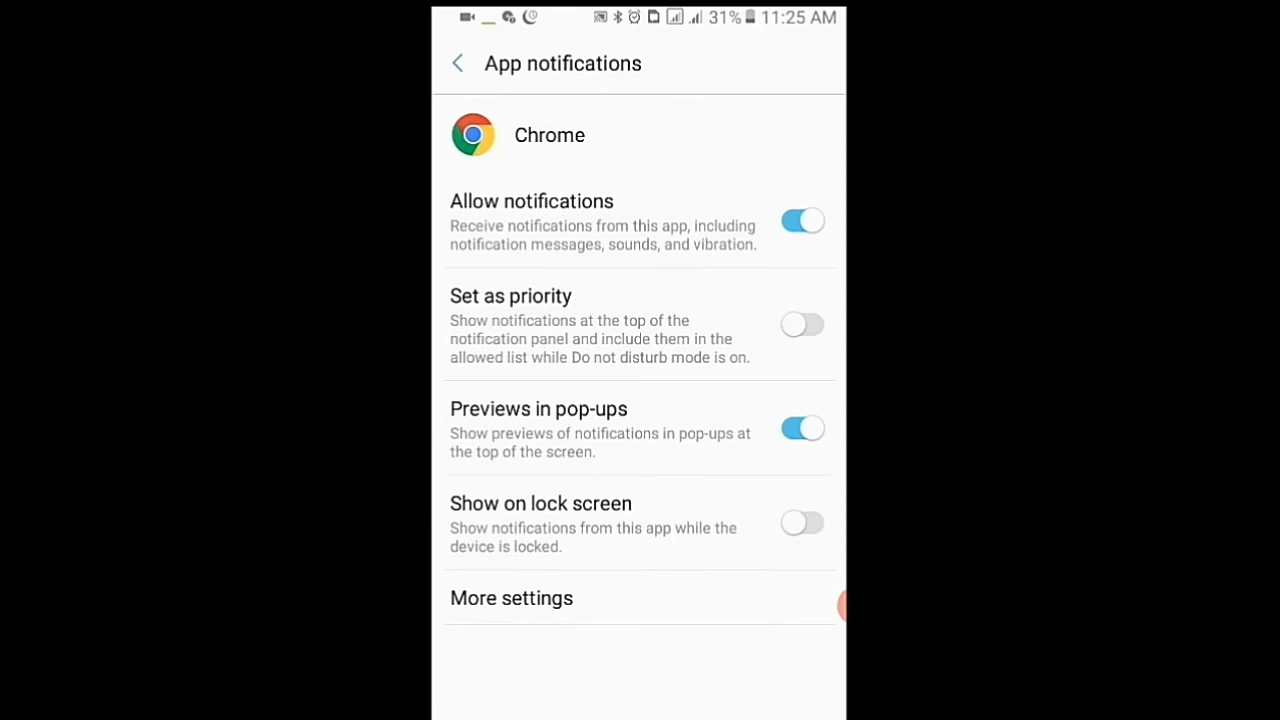 31% 11:25 AM
App notifications
Chrome
Allow notifications
Receive notifications from this app, including
notification messages, sounds, and vibration.
Set as priority
Show notifications at the top of the
notification panel and include them in the
allowed list while Do not disturb mode is on.
Previews in pop-ups
Show previews of notifications in pop-ups at
the top of the screen.
Show on lock screen
Show notifications from this app while the
device is locked.
More settings